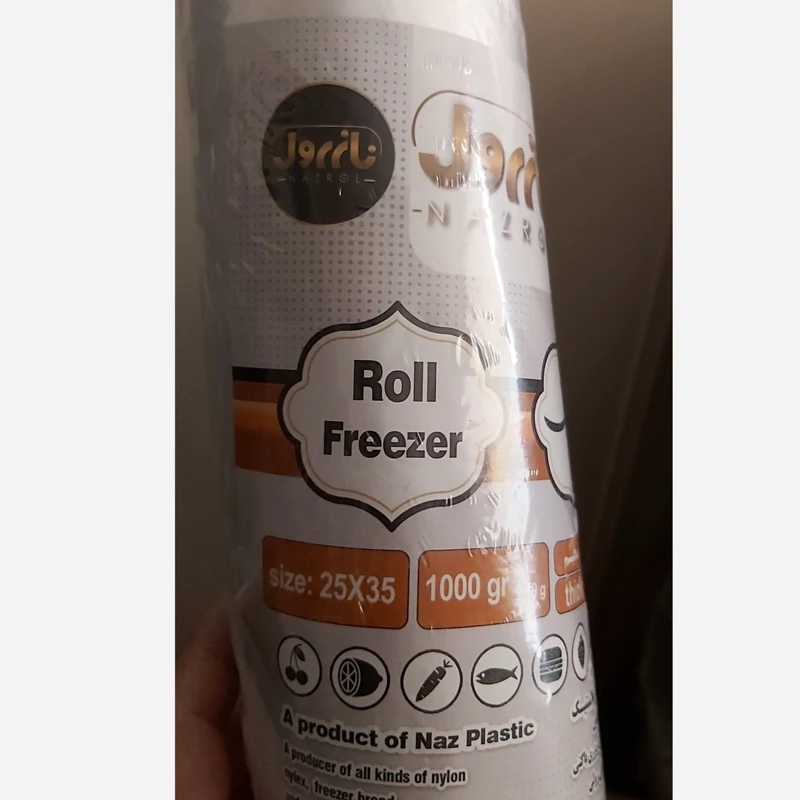 نازرول
NAZROL
رول
NAZRO
Roll
Freezer
size: 25X35
1000 gr
A product of Naz Plastic
A producer of all kinds of nylon
nylex, freezer bread